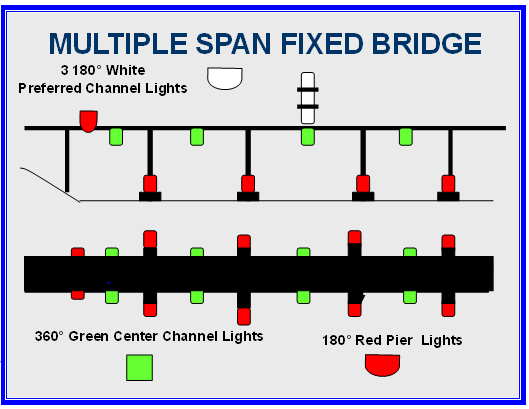 MULTIPLE SPAN FIXED BRIDGE
3 180° White
Preferred Channel Lights
360° Green Center Channel Lights
180° Red Pier Lights